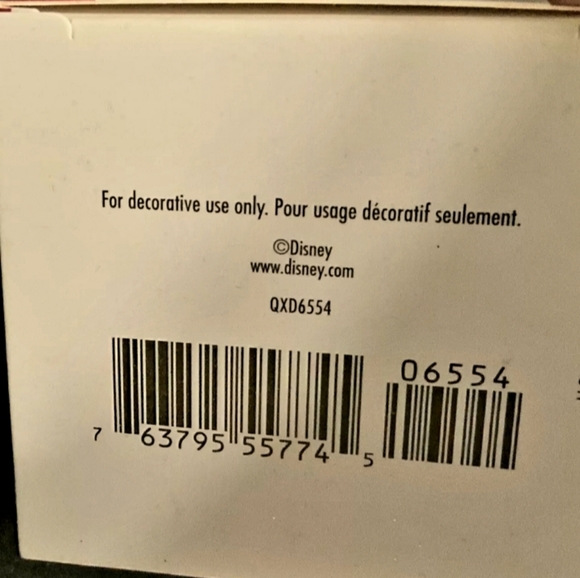 For decorative use only. Pour usage décoratif seulement.
©Disney
www.disney.com
QXD6554
06554
7 63795 55774 5